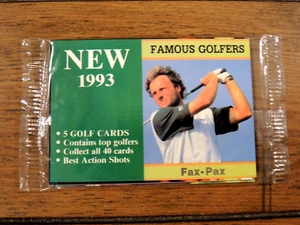 NEW
1993
• 5 GOLF CARDS
• Contains top golfers
• Collect all 40 cards
• Best Action Shots
FAMOUS GOLFERS
Fax-Pax